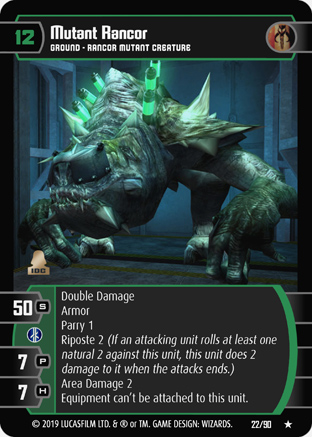 12
Mutant Rancor
GROUND - RANCOR MUTANT CREATURE
IDC
50 S
7 P
7 H
Double Damage
Armor
Parry 1
Riposte 2 (If an attacking unit rolls at least one
natural 2 against this unit, this unit does 2
damage to it when the attacks ends.)
Area Damage 2
Equipment can't be attached to this unit.
© 2019 LUCASFILM LTD. & ® or TM. GAME DESIGN: WIZARDS. 22/90 ★